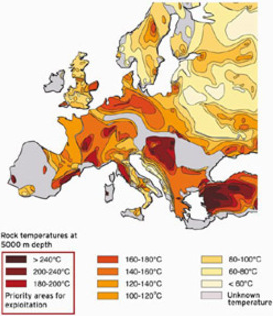 Rock temperatures at
5000 m depth
> 240°C
200-240°C
180-200°C
Priority areas for
exploitation
160-180°C
140-160°C
120-140°C
100-120°C
80-100°C
60-80°C
< 60°C
Unknown
temperature